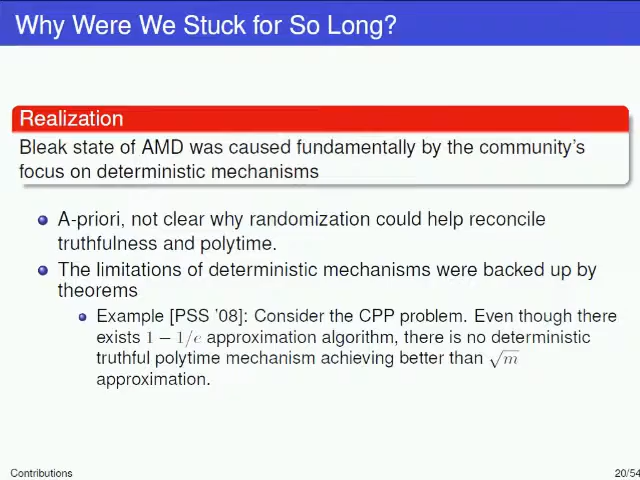 Why Were We Stuck for So Long?
Realization
Bleak state of AMD was caused fundamentally by the community's
focus on deterministic mechanisms
A-priori, not clear why randomization could help reconcile
truthfulness and polytime.
The limitations of deterministic mechanisms were backed up by
theorems
Example [PSS '08]: Consider the CPP problem. Even though there
exists 1 − 1/e approximation algorithm, there is no deterministic
truthful polytime mechanism achieving better than √m
approximation.
Contributions
20/54